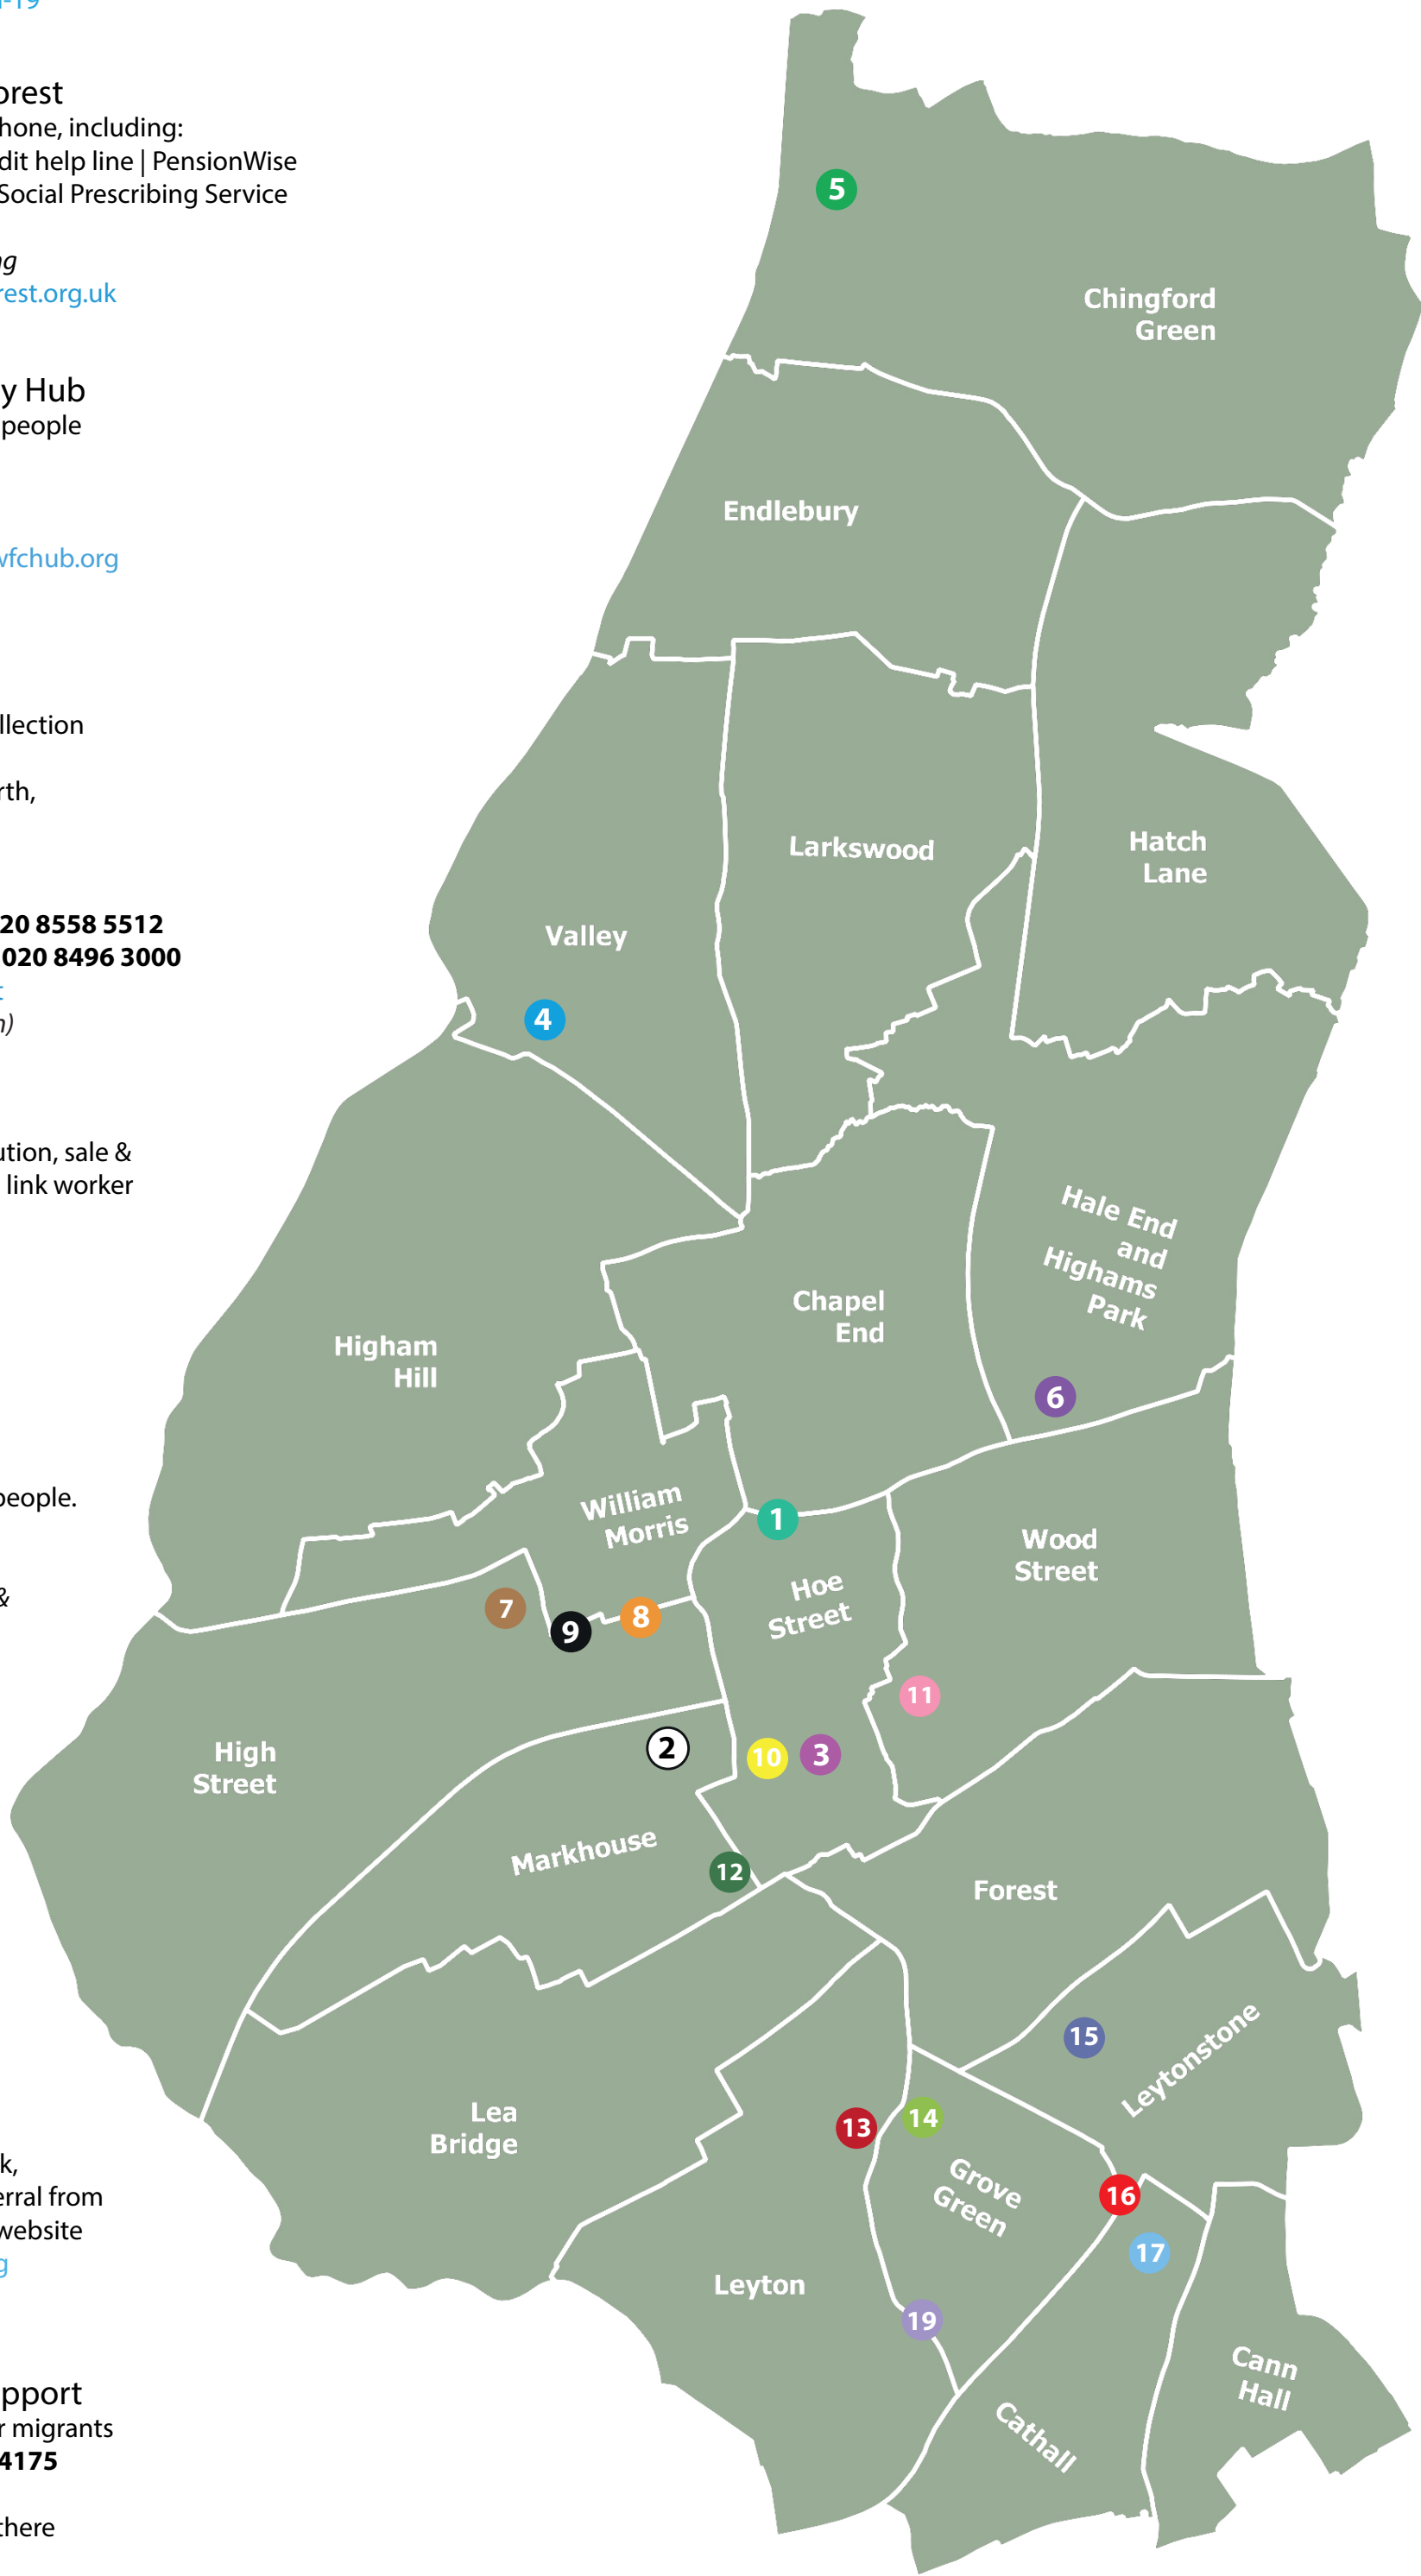 -19
orest
hone, including:
dit help line | PensionWise
Social Prescribing Service
ng
rest.org.uk
y Hub
people
wfchub.org
llection
rth,
20 8558 5512
020 8496 3000
t
n)
ution, sale &
link worker
people.
&
k,
erral from
website
g
pport
r migrants
4175
there
5
Chingford
Green
Endlebury
Larkswood
Hatch
Lane
Valley
4
Hale End
and
Highams
Park
Chapel
End
Higham
Hill
6
William
Morris
1
Wood
Street
Hoe
Street
7
9
8
11
High
Street
2
10
3
Markhouse
12
Forest
15
Leytonstone
Lea
Bridge
13
14
Grove
Green
16
17
Leyton
19
Cann
Hall
Cathall